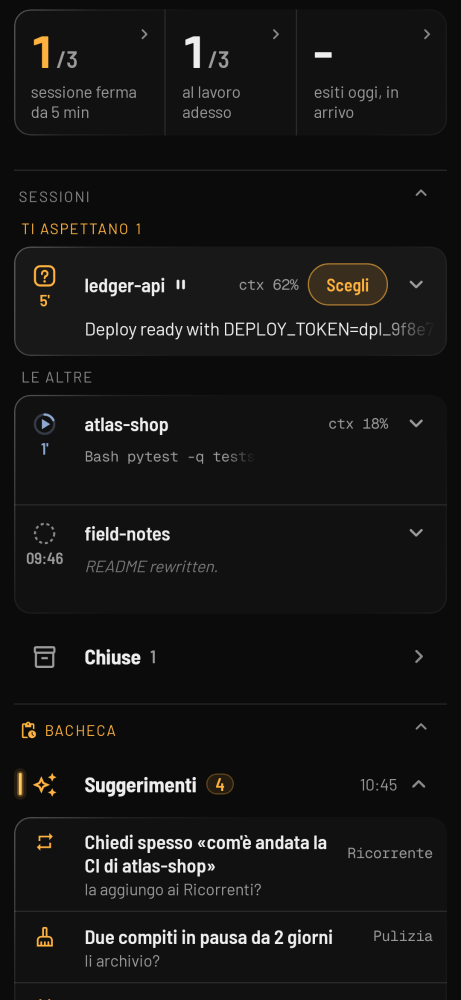 1/3
sessione ferma
da 5 min
1/3
al lavoro
adesso
–
esiti oggi, in
arrivo
SESSIONI
TI ASPETTANO 1
5'
ledger-api
ctx 62%
Scegli
Deploy ready with DEPLOY_TOKEN=dpl_9f8e7
LE ALTRE
1'
atlas-shop
ctx 18%
Bash pytest -q tests
09:46
field-notes
README rewritten.
Chiuse 1
BACHECA
Suggerimenti 4
10:45
Chiedi spesso «com'è andata la
CI di atlas-shop»
Ricorrente
la aggiungo ai Ricorrenti?
Due compiti in pausa da 2 giorni
Pulizia
li archivio?